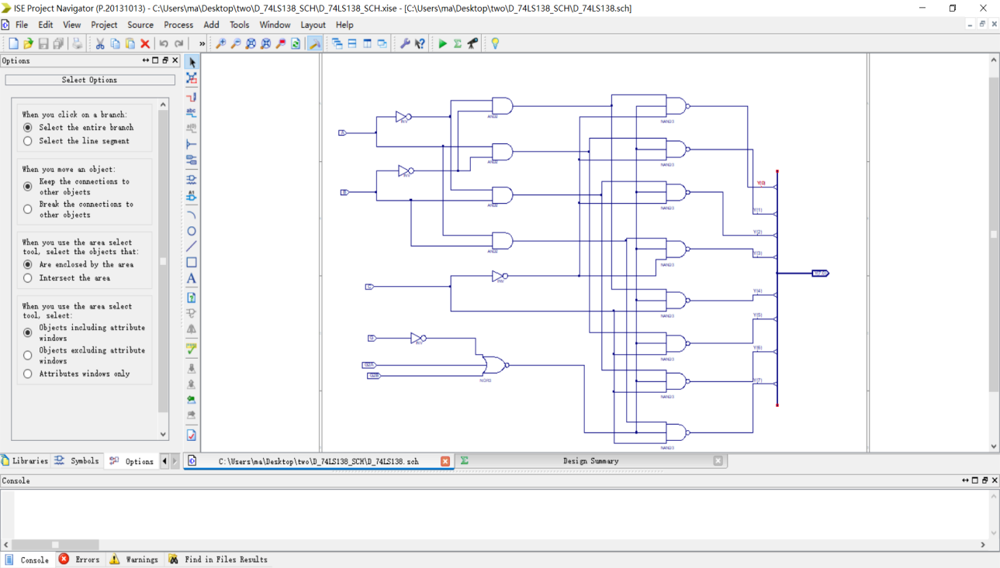 ISE Project Navigator (P.20131013) - C:\Users\ma\Desktop\two\D_74LS138_SCH\D_74LS138_SCH.xise - [C:\Users\ma\Desktop\two\D_74LS138_SCH\D_74LS138.sch]
File Edit View Project Source Process Add Tools Window Layout Help
Options
Select Options
When you click on a branch:
Select the entire branch
Select the line segment
When you move an object:
Keep the connections to
other objects
Break the connections to
other objects
When you use the area select
tool, select the objects that:
Are enclosed by the area
Intersect the area
When you use the area select
tool, select:
Objects including attribute
windows
Objects excluding attribute
windows
Attributes windows only
A
INV
AND2
NAND3
B
INV
AND2
NAND3
AND2
NAND3
AND2
NAND3
C
INV
NAND3
G
INV
NAND3
G2A
G2B
NOR3
NAND3
NAND3
Y(0)
Y(1)
Y(2)
Y(3)
Y(4)
Y(5)
Y(6)
Y(7)
Y(7:0)
Libraries Symbols Options
C:\Users\ma\Desktop\two\D_74LS138_SCH\D_74LS138.sch
Design Summary
Console
Console Errors Warnings Find in Files Results